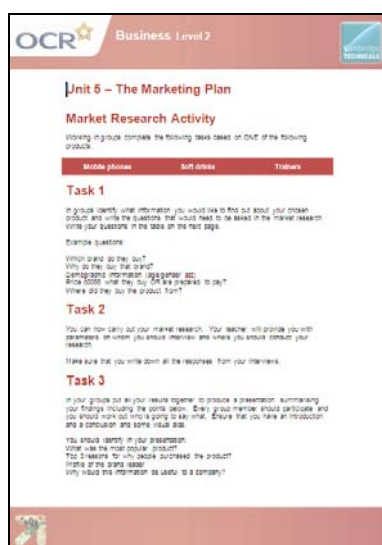 OCR
Business Level 2
Cambridge
TECHNICALS
Unit 5 – The Marketing Plan
Market Research Activity
Working in groups complete the following tasks based on ONE of the following
products:
Mobile phones Soft drinks Trainers
Task 1
In groups identify what information you would like to find out about your chosen
product and write the questions that would need to be asked in the market research.
Write your questions in the table on the next page.
Example questions
Which brand do they buy?
Why do they buy that brand?
Demographic information (age/gender etc)
Price do they buy OR are prepared to pay?
Where did they buy the product from?
Task 2
You can now carry out your market research. Your teacher will provide you with
parameters on whom you should interview and where you should conduct your
research.
Make sure that you write down all the responses from your interviews.
Task 3
In your groups put all your results together to produce a presentation summarising
your findings including the points below. Every group member should participate and
you should work out who is going to say what. Ensure that you have an introduction
and a conclusion and some visual aids.
You should identify in your presentation:
What was the most popular product?
Top 3 reasons for why people purchased the product?
Profile of the brand leader
Why would this information be useful to a company?